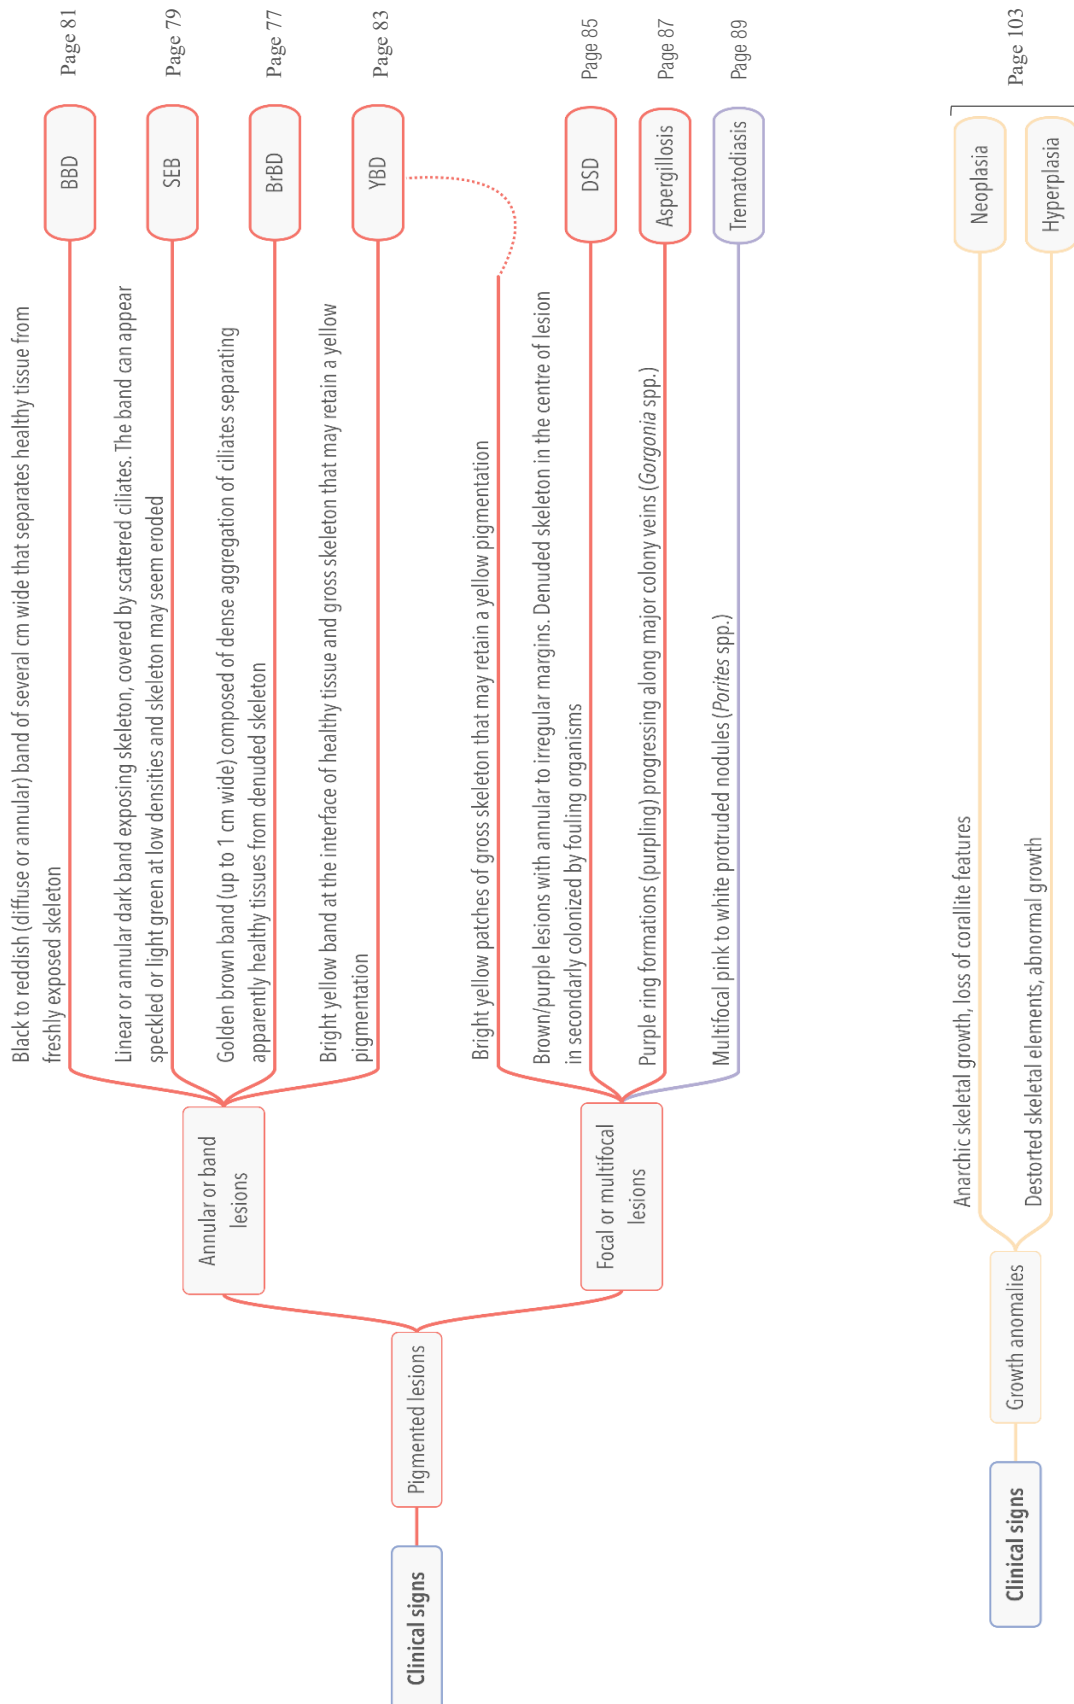 Clinical signs
Pigmented lesions
Annular or band
lesions
Black to reddish (diffuse or annular) band of several cm wide that separates healthy tissue from
freshly exposed skeleton
BBD
Page 81
Linear or annular dark band exposing skeleton, covered by scattered ciliates. The band can appear
speckled or light green at low densities and skeleton may seem eroded
SEB
Page 79
Golden brown band (up to 1 cm wide) composed of dense aggregation of ciliates separating
apparently healthy tissues from denuded skeleton
BrBD
Page 77
Bright yellow band at the interface of healthy tissue and gross skeleton that may retain a yellow
pigmentation
YBD
Page 83
Focal or multifocal
lesions
Bright yellow patches of gross skeleton that may retain a yellow pigmentation
Brown/purple lesions with annular to irregular margins. Denuded skeleton in the centre of lesion
in secondarly colonized by fouling organisms
DSD
Page 85
Purple ring formations (purpling) progressing along major colony veins (Gorgonia spp.)
Aspergillosis
Page 87
Multifocal pink to white protruded nodules (Porites spp.)
Trematodiasis
Page 89
Clinical signs
Growth anomalies
Anarchic skeletal growth, loss of corallite features
Neoplasia
Destorted skeletal elements, abnormal growth
Hyperplasia
Page 103